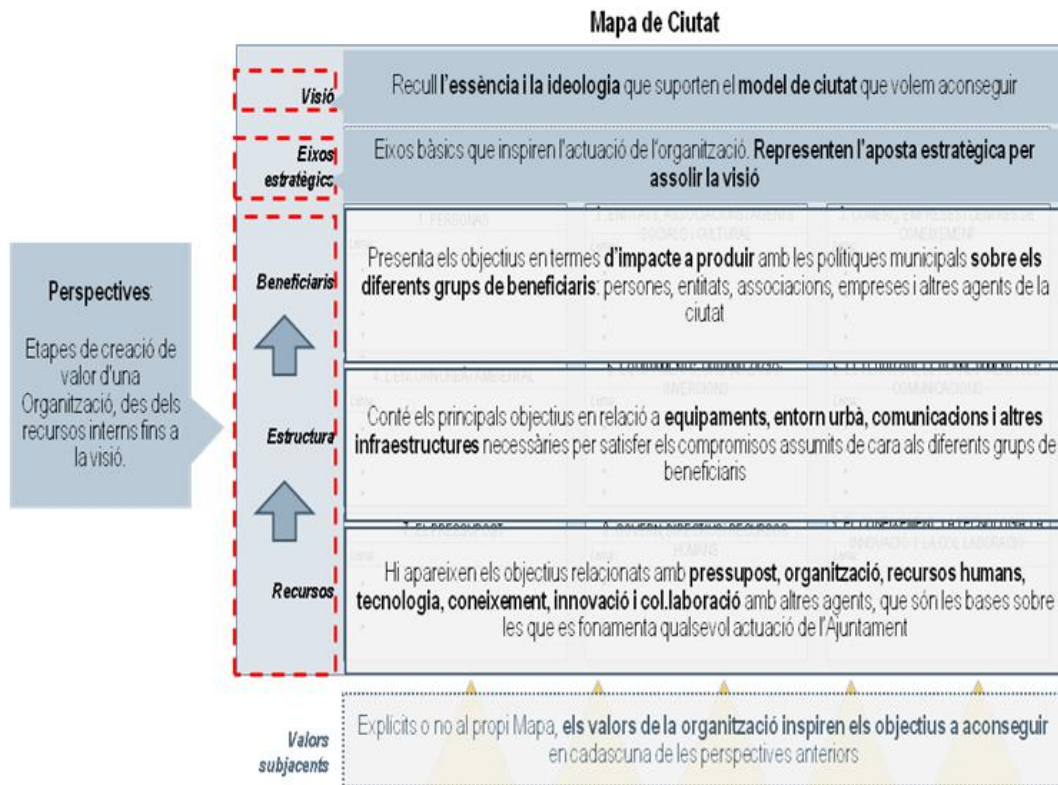 Mapa de Ciutat
Visió
Recull l'essència i la ideologia que suporten el model de ciutat que volem aconseguir
Eixos
estratègics
Eixos bàsics que inspiren l'actuació de l'organització. Representen l'aposta estratègica per
assolir la visió
Perspectives:
Etapes de creació de
valor d'una
Organització, des dels
recursos interns fins a
la visió.
Beneficiaris
1. PERSONAS
Presenta els objectius en termes d'impacte a produir amb les polítiques municipals sobre els
diferents grups de beneficiaris: persones, entitats, associacions, empreses i altres agents de la
ciutat
Estructura
Conté els principals objectius en relació a equipaments, entorn urbà, comunicacions i altres
infraestructures necessàries per satisfer els compromisos assumits de cara als diferents grups de
beneficiaris
Recursos
7. EL PRESSUPOST
Hi apareixen els objectius relacionats amb pressupost, organització, recursos humans,
tecnologia, coneixement, innovació i col.laboració amb altres agents, que són les bases sobre
les que es fonamenta qualsevol actuació de l'Ajuntament
Valors
subjacents
Explícits o no al propi Mapa, els valors de la organització inspiren els objectius a aconseguir
en cadascuna de les perspectives anteriors